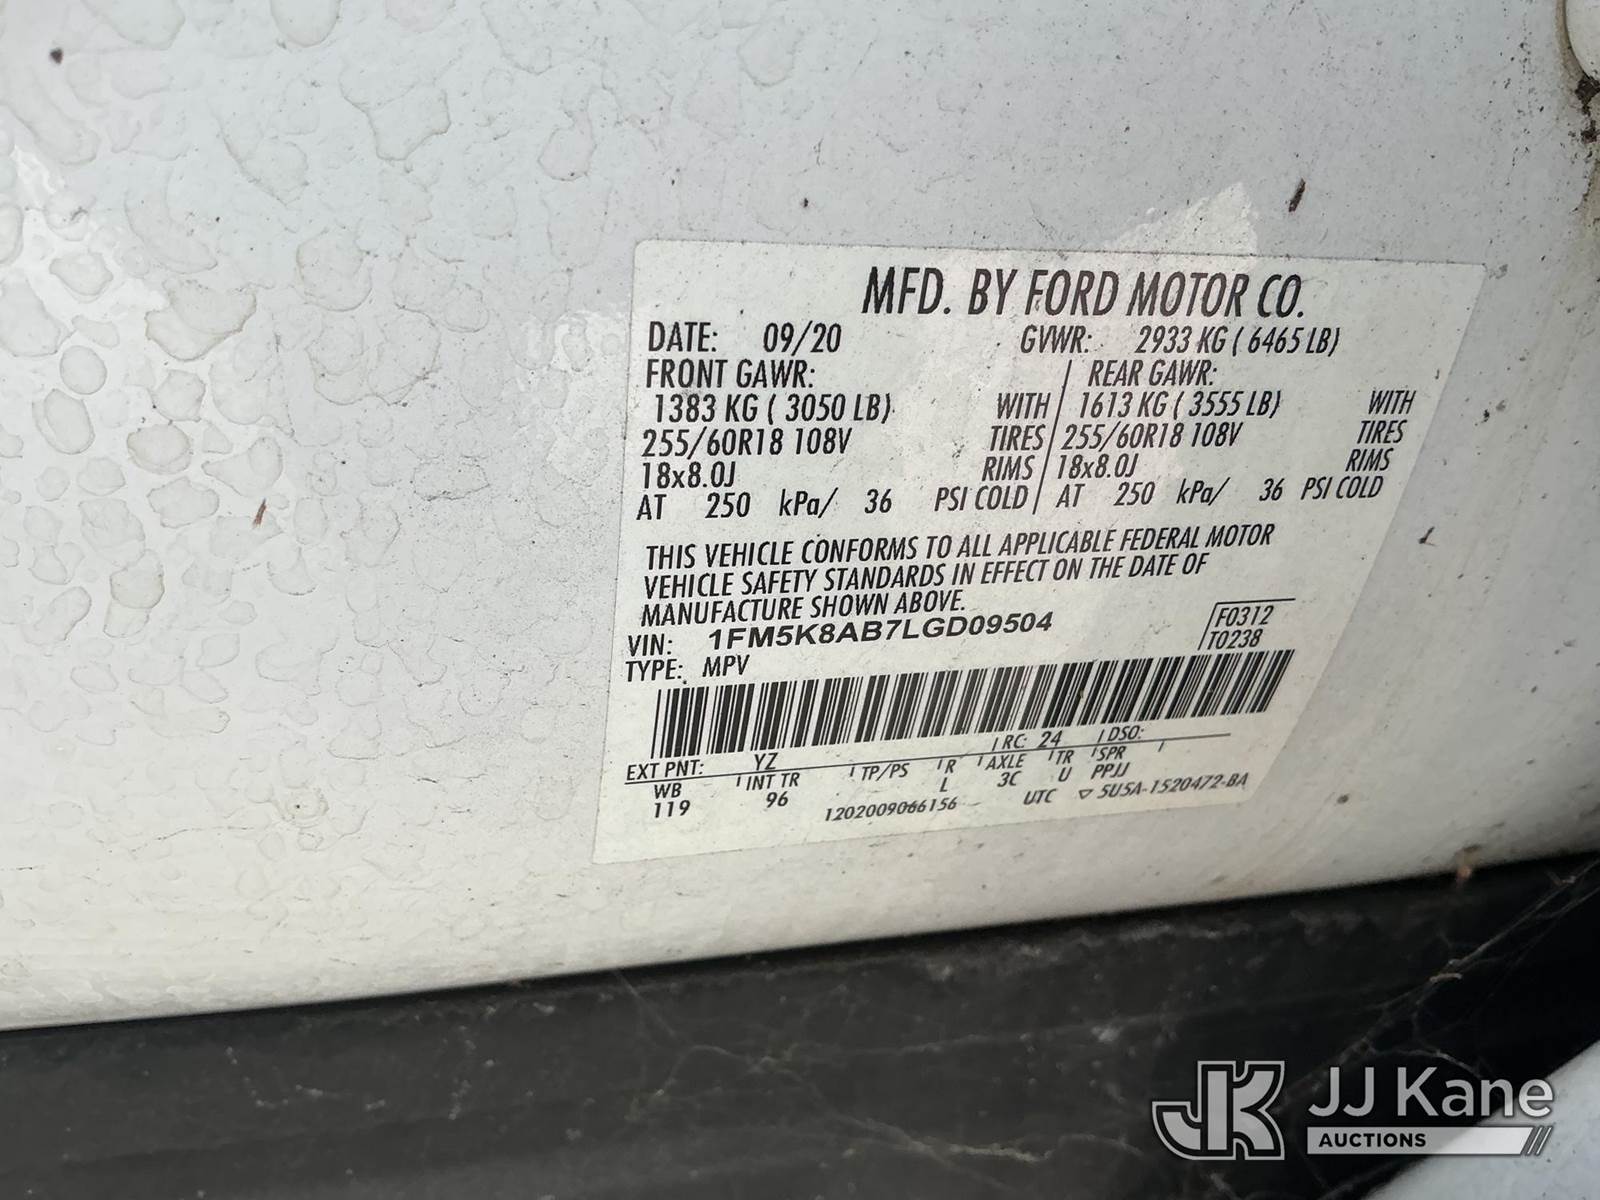 MFD. BY FORD MOTOR CO.
DATE: 09/20 GVWR: 2933 KG ( 6465 LB)
FRONT GAWR: REAR GAWR:
1383 KG ( 3050 LB) WITH 1613 KG ( 3555 LB) WITH
255/60R18 108V TIRES 255/60R18 108V TIRES
18x8.0J RIMS 18x8.0J RIMS
AT 250 kPa/ 36 PSI COLD AT 250 kPa/ 36 PSI COLD
THIS VEHICLE CONFORMS TO ALL APPLICABLE FEDERAL MOTOR
VEHICLE SAFETY STANDARDS IN EFFECT ON THE DATE OF
MANUFACTURE SHOWN ABOVE.
VIN: 1FM5K8AB7LGD09504 F0312
TYPE: MPV T0238
EXT PNT: YZ RC: 24 DSO:
WB INT TR TP/PS R AXLE TR SPR
119 96 L 3C U PPJJ
1202009066156 UTC ▽ 5U5A-1520472-BA
JK JJ Kane
AUCTIONS